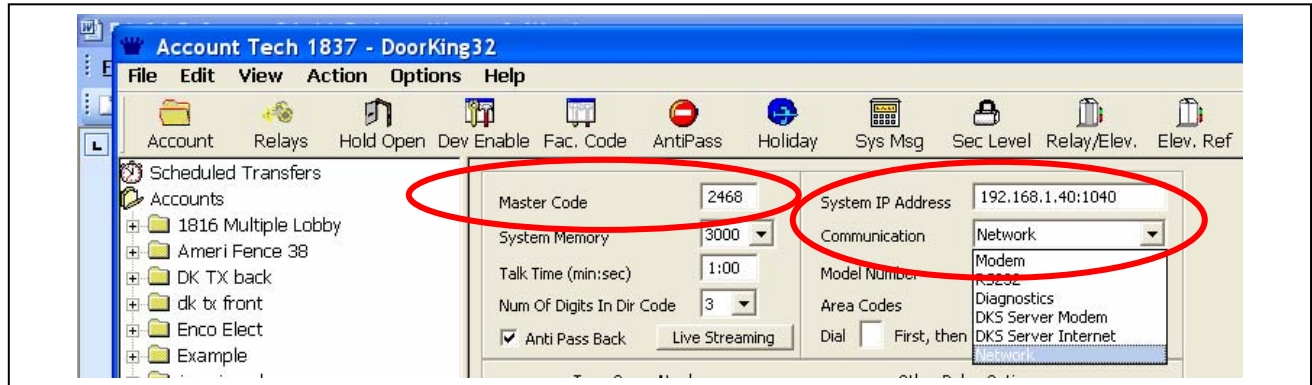 Account Tech 1837 - DoorKing32
File Edit View Action Options Help
Account Relays Hold Open Dev Enable Fac. Code AntiPass Holiday Sys Msg Sec Level Relay/Elev. Elev. Ref
Scheduled Transfers
Accounts
1816 Multiple Lobby
Ameri Fence 38
DK TX back
dk tx front
Enco Elect
Example
Master Code 2468
System Memory 3000
Talk Time (min:sec) 1:00
Num Of Digits In Dir Code 3
Anti Pass Back Live Streaming
System IP Address 192.168.1.40:1040
Communication Network
Modem
Model Number RS232
Area Codes Diagnostics
DKS Server Modem
Dial First, then DKS Server Internet
Network